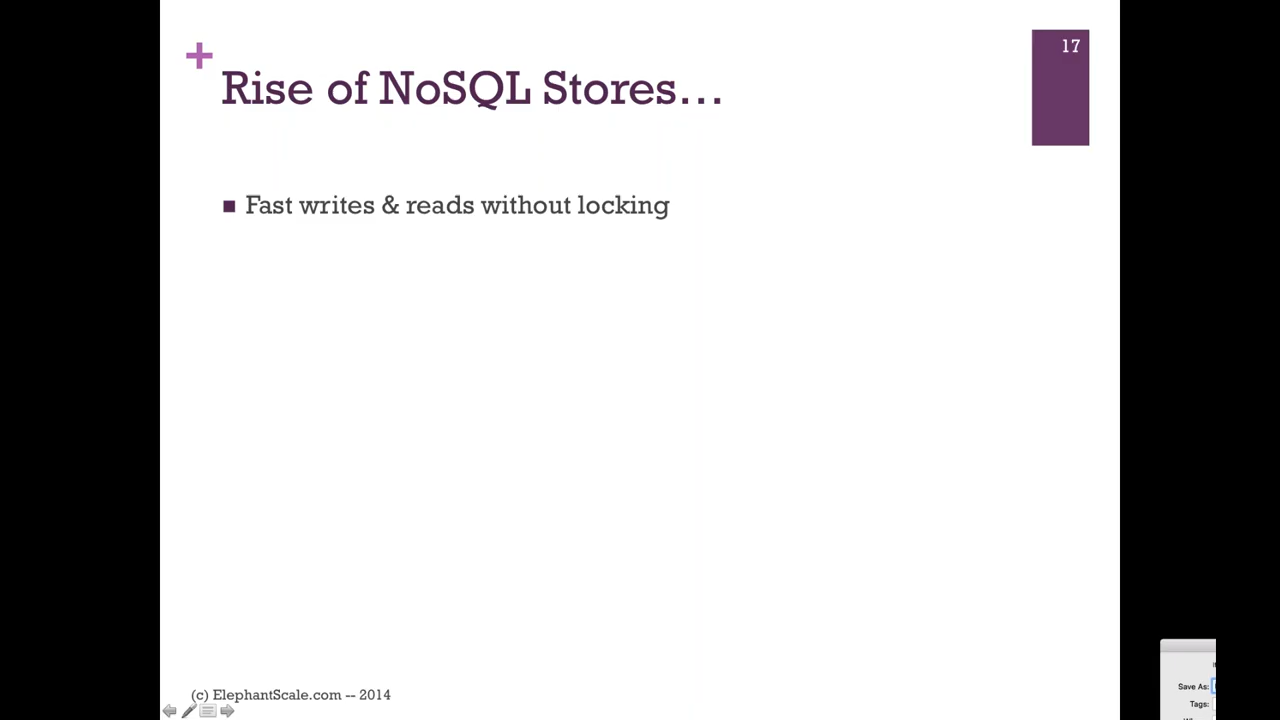 17
+
Rise of NoSQL Stores…
■ Fast writes & reads without locking
(c) ElephantScale.com -- 2014
Save As:
Tags: